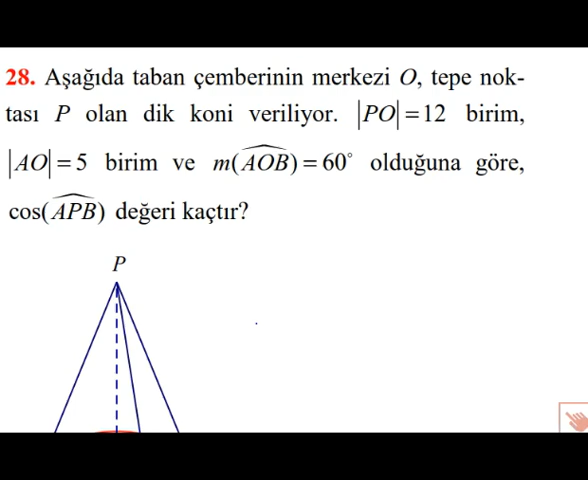 28. Aşağıda taban çemberinin merkezi O, tepe nok-
tası P olan dik koni veriliyor. |PO|=12 birim,
|AO|=5 birim ve m(AOB)=60° olduğuna göre,
cos(APB) değeri kaçtır?
P